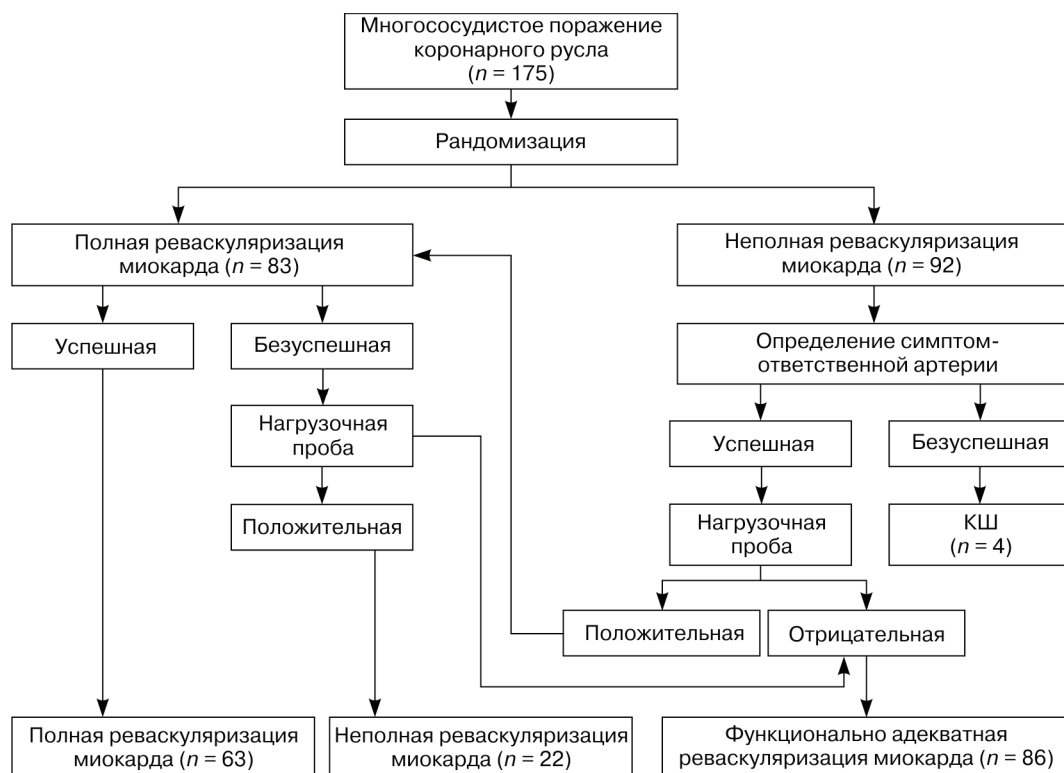 Многососудистое поражение
коронарного русла
(n = 175)
Рандомизация
Полная реваскуляризация
миокарда (n = 83)
Неполная реваскуляризация
миокарда (n = 92)
Успешная
Безуспешная
Определение симптом-
ответственной артерии
Нагрузочная
проба
Успешная
Безуспешная
Положительная
Нагрузочная
проба
КШ
(n = 4)
Положительная
Отрицательная
Полная реваскуляризация
миокарда (n = 63)
Неполная реваскуляризация
миокарда (n = 22)
Функционально адекватная
реваскуляризация миокарда (n = 86)